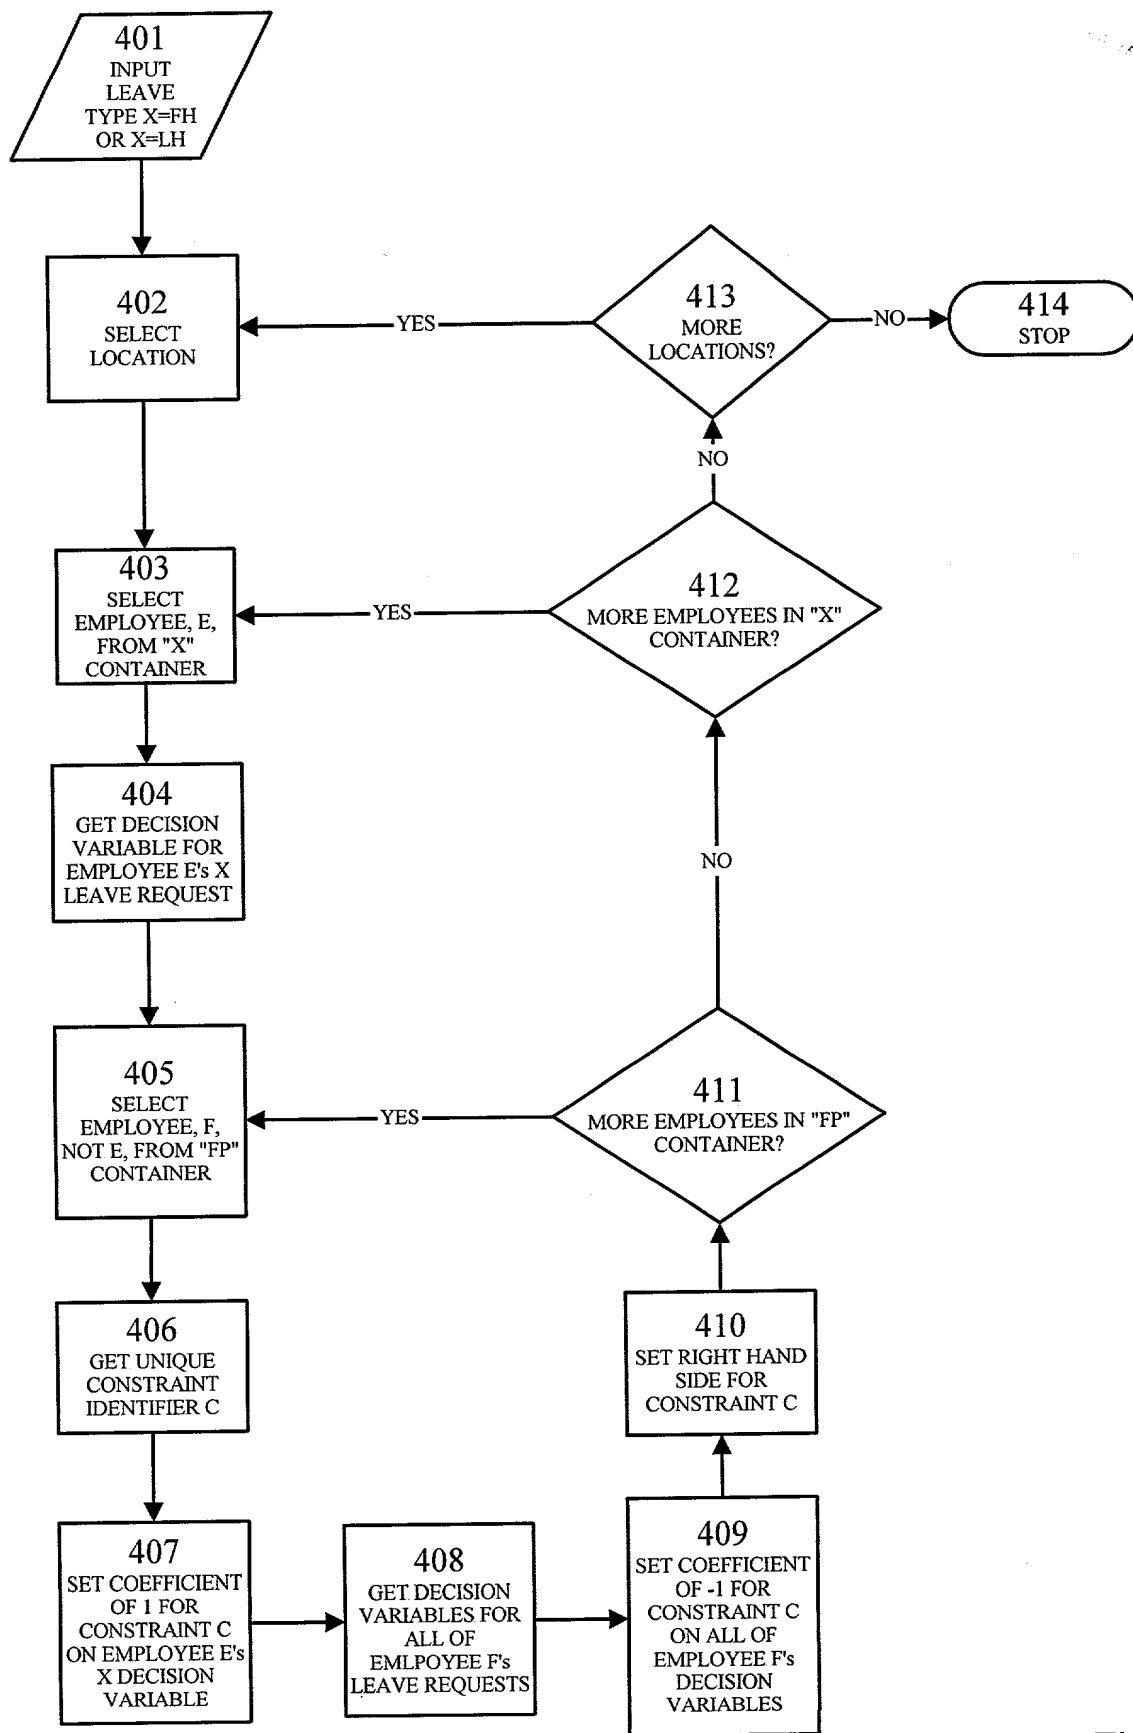 401
INPUT
LEAVE
TYPE X=FH
OR X=LH
402
SELECT
LOCATION
YES
413
MORE
LOCATIONS?
NO
414
STOP
NO
403
SELECT
EMPLOYEE, E,
FROM "X"
CONTAINER
YES
412
MORE EMPLOYEES IN "X"
CONTAINER?
404
GET DECISION
VARIABLE FOR
EMPLOYEE E's X
LEAVE REQUEST
NO
405
SELECT
EMPLOYEE, F,
NOT E, FROM "FP"
CONTAINER
YES
411
MORE EMPLOYEES IN "FP"
CONTAINER?
406
GET UNIQUE
CONSTRAINT
IDENTIFIER C
410
SET RIGHT HAND
SIDE FOR
CONSTRAINT C
407
SET COEFFICIENT
OF 1 FOR
CONSTRAINT C
ON EMPLOYEE E's
X DECISION
VARIABLE
408
GET DECISION
VARIABLES FOR
ALL OF
EMLPOYEE F's
LEAVE REQUESTS
409
SET COEFFICIENT
OF -1 FOR
CONSTRAINT C
ON ALL OF
EMPLOYEE F's
DECISION
VARIABLES